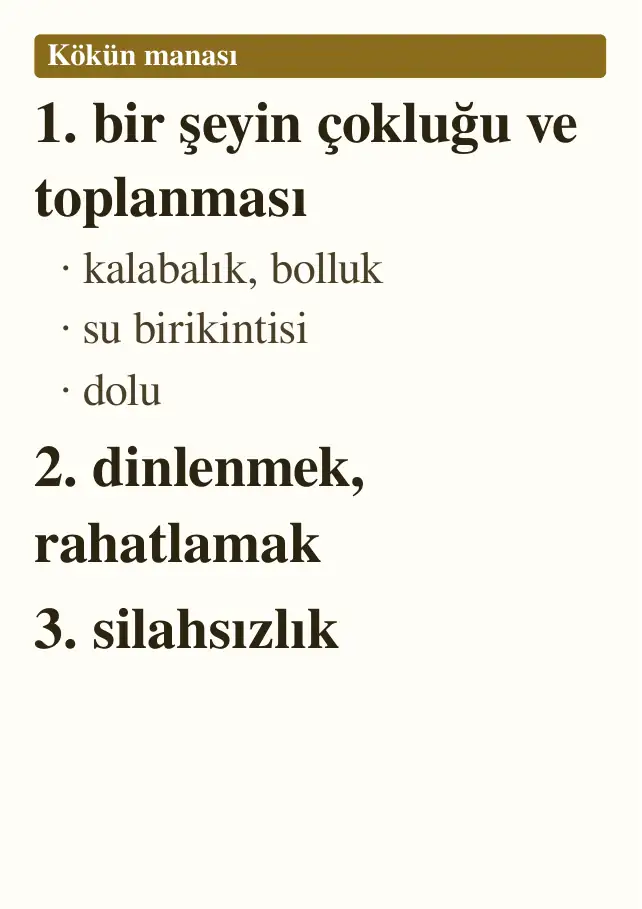 Kökün manası
1. bir şeyin çokluğu ve
toplanması
· kalabalık, bolluk
· su birikintisi
· dolu
2. dinlenmek,
rahatlamak
3. silahsızlık